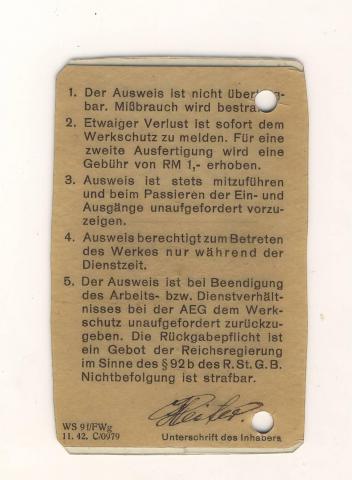 1. Der Ausweis ist nicht über
bar. Mißbrauch wird bestra
2. Etwaiger Verlust ist sofort dem
Werkschutz zu melden. Für eine
zweite Ausfertigung wird eine
Gebühr von RM 1,- erhoben.
3. Ausweis ist stets mitzuführen
und beim Passieren der Ein- und
Ausgänge unaufgefordert vorzu-
zeigen.
4. Ausweis berechtigt zum Betreten
des Werkes nur während der
Dienstzeit.
5. Der Ausweis ist bei Beendigung
des Arbeits- bzw. Dienstverhält-
nisses bei der AEG dem Werk-
schutz unaufgefordert zurückzu-
geben. Die Rückgabepflicht ist
ein Gebot der Reichsregierung
im Sinne des § 92 b des R. St. G. B.
Nichtbefolgung ist strafbar.
WS 9f/FWg
11. 42. C/0979
Unterschrift des Inhabers